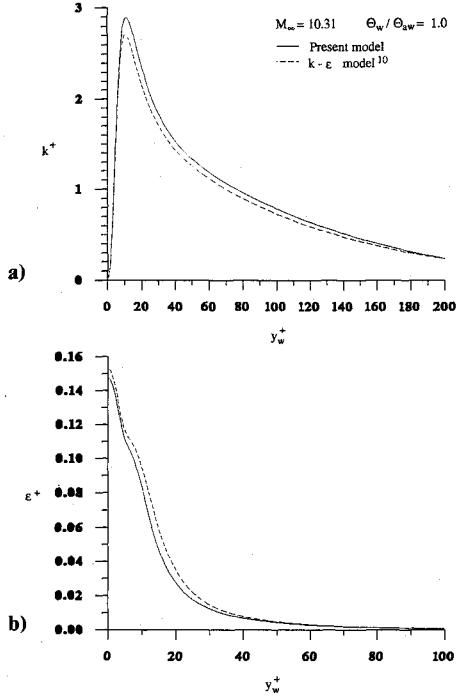 M∞ = 10.31 Θw / Θaw = 1.0
Present model
k - ε model 10
3
2
k+
1
0
a)
0 20 40 60 80 100 120 140 160 180 200
y+w
0.16
0.14
0.12
0.10
ε+
0.08
0.06
0.04
0.02
b)
0.00
0 20 40 60 80 100
y+w